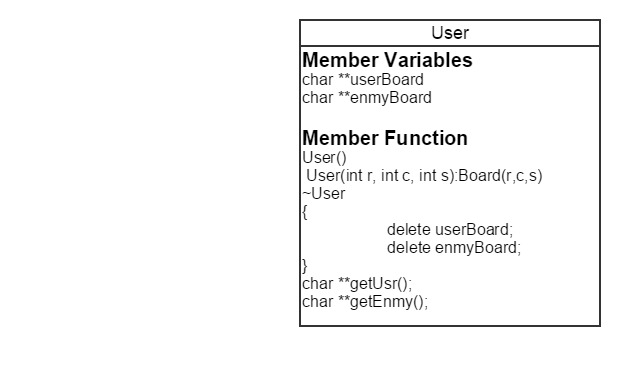 User
Member Variables
char **userBoard
char **enmyBoard
Member Function
User()
User(int r, int c, int s):Board(r,c,s)
~User
{
delete userBoard;
delete enmyBoard;
}
char **getUsr();
char **getEnmy();